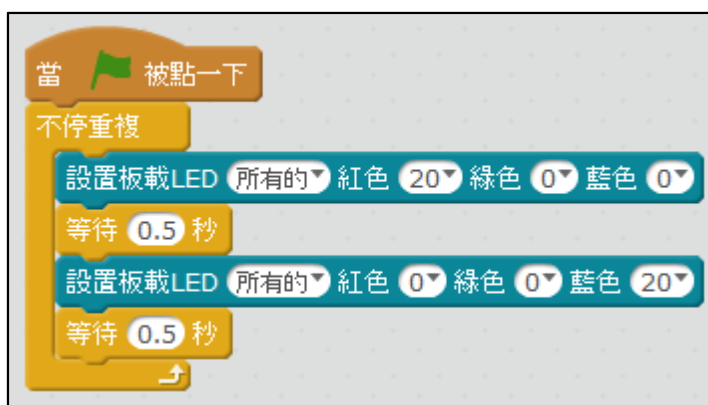 當 被點一下
不停重複
設置板載LED 所有的 紅色 20 綠色 0 藍色 0
等待 0.5 秒
設置板載LED 所有的 紅色 0 綠色 0 藍色 20
等待 0.5 秒